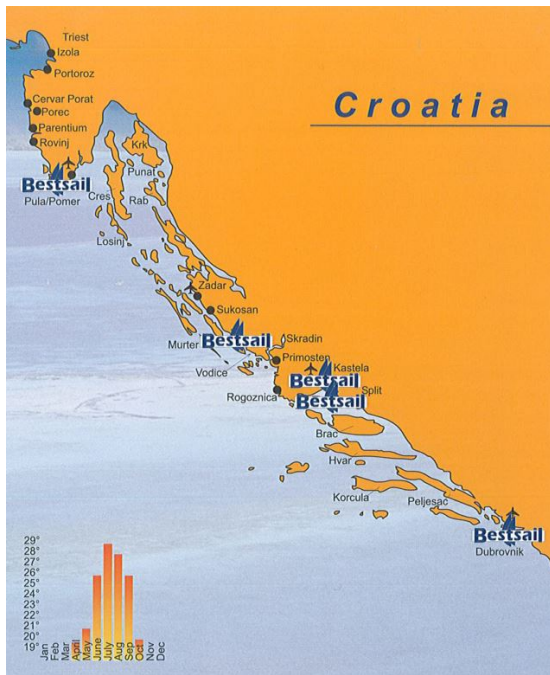 Triest
Izola
Portoroz
Croatia
Cervar Porat
Porec
Parentium
Rovinj
Krk
Punat
Bestsail
Pula/Pomer
Cres
Rab
Losinj
Zadar
Sukosan
Bestsail
Murter
Skradin
Primosten
Vodice
Kastela
Bestsail
Rogoznica
Split
Bestsail
Brac
Hvar
Korcula
Peljesac
Bestsail
Dubrovnik
29°
28°
27°
26°
25°
24°
23°
22°
21°
20°
19°
Jan
Feb
Mar
April
May
June
July
Aug
Sep
Oct
Nov
Dec